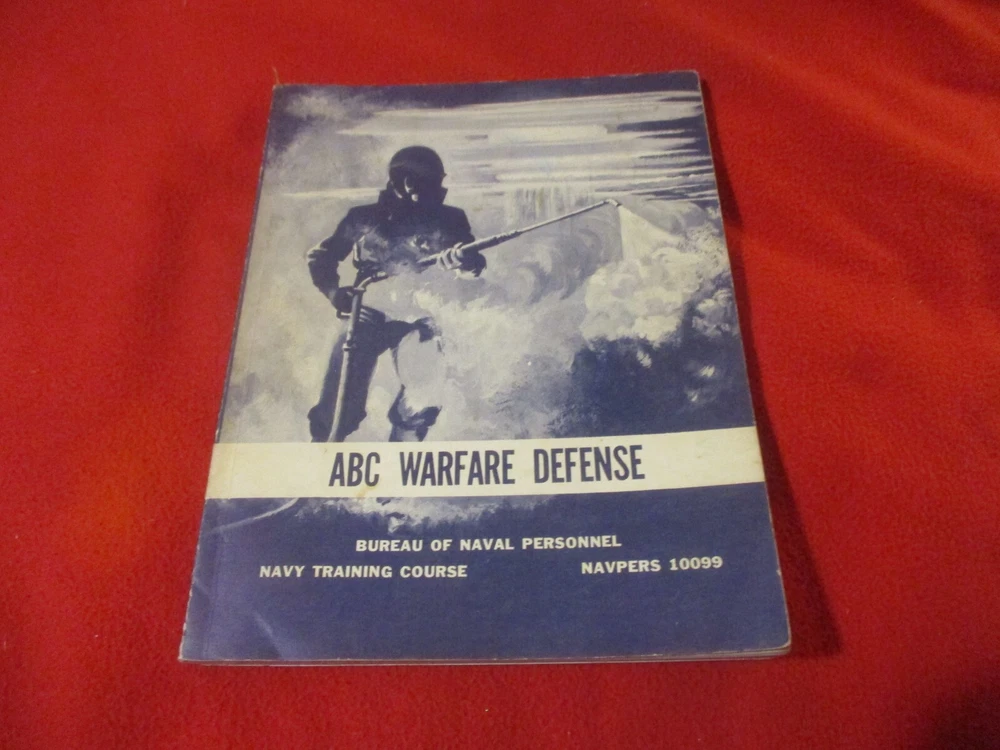 ABC WARFARE DEFENSE
BUREAU OF NAVAL PERSONNEL
NAVY TRAINING COURSE NAVPERS 10099